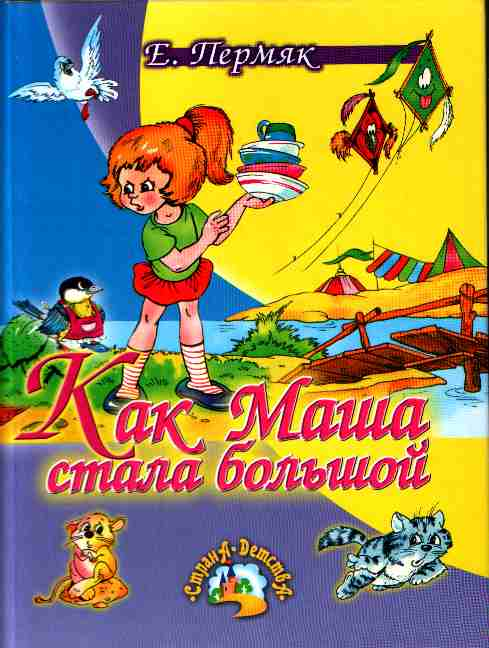 Е. Пермяк
Как Маша
стала большой
•Страна•Детства•